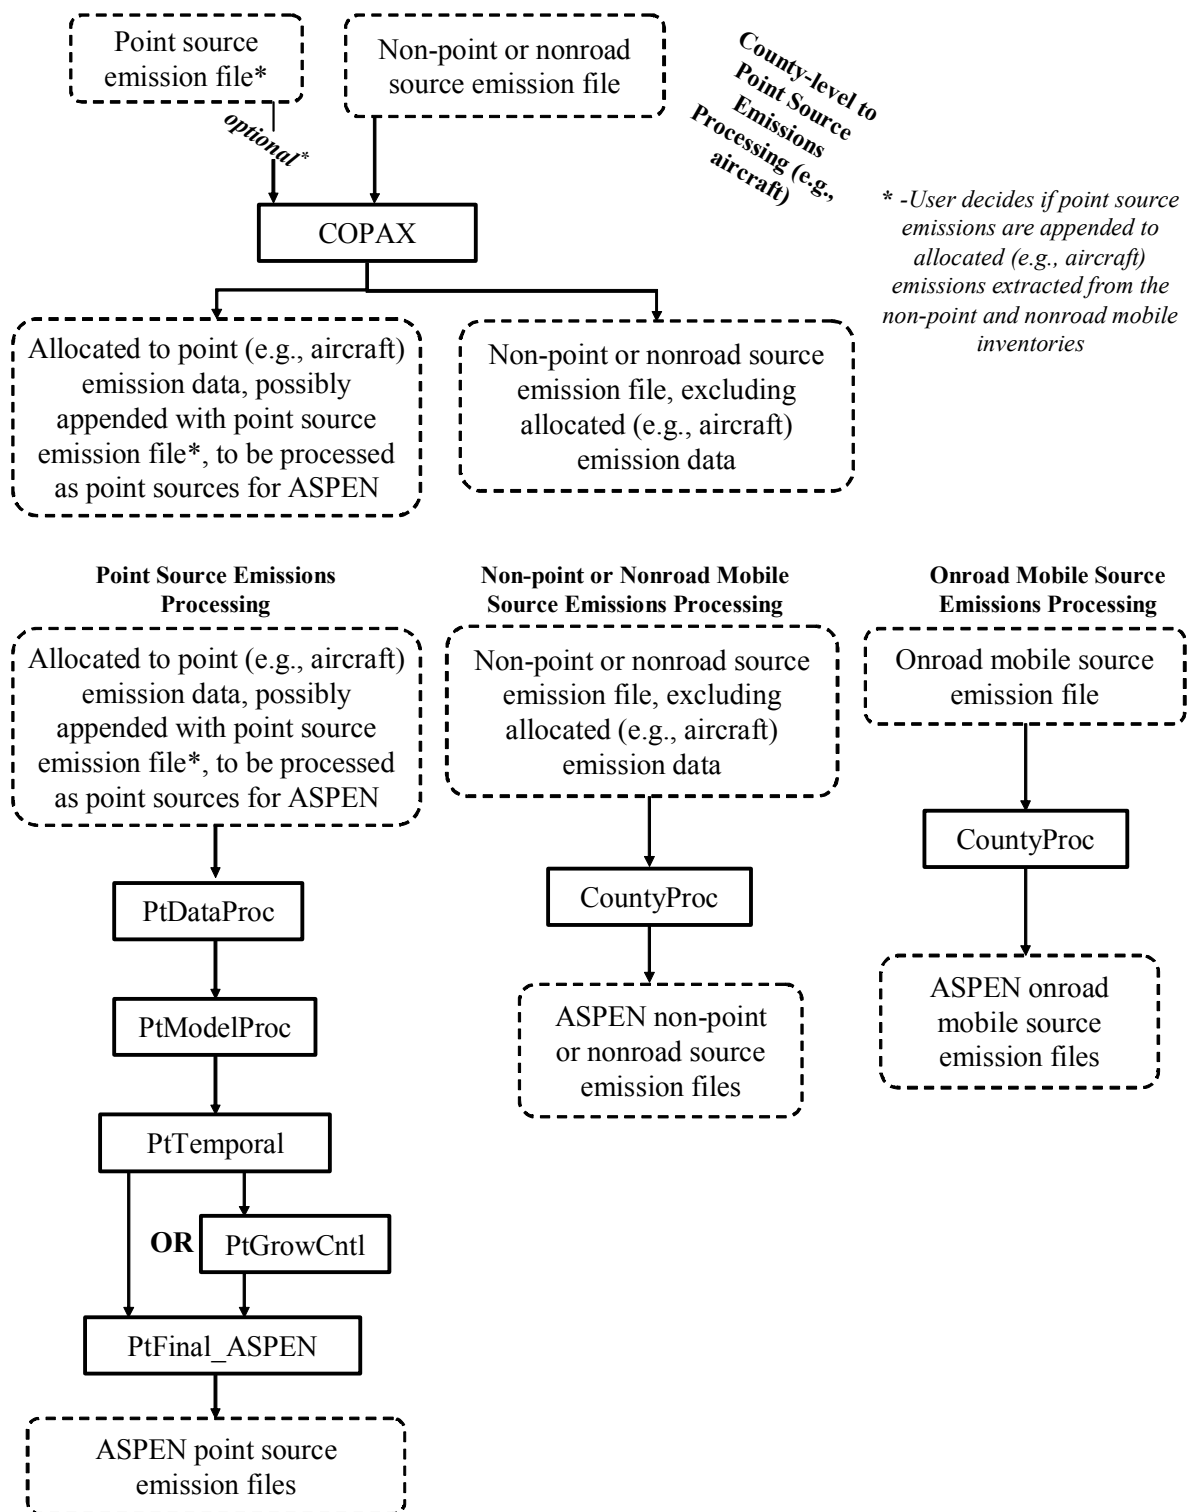 Point source
emission file*
Non-point or nonroad
source emission file
County-level to
Point Source
Emissions
Processing (e.g.,
aircraft)
optional*
COPAX
* -User decides if point source
emissions are appended to
allocated (e.g., aircraft)
emissions extracted from the
non-point and nonroad mobile
inventories
Allocated to point (e.g., aircraft)
emission data, possibly
appended with point source
emission file*, to be processed
as point sources for ASPEN
Non-point or nonroad source
emission file, excluding
allocated (e.g., aircraft)
emission data
Point Source Emissions
Processing
Allocated to point (e.g., aircraft)
emission data, possibly
appended with point source
emission file*, to be processed
as point sources for ASPEN
PtDataProc
PtModelProc
PtTemporal
OR
PtGrowCntl
PtFinal_ASPEN
ASPEN point source
emission files
Non-point or Nonroad Mobile
Source Emissions Processing
Non-point or nonroad source
emission file, excluding
allocated (e.g., aircraft)
emission data
CountyProc
ASPEN non-point
or nonroad source
emission files
Onroad Mobile Source
Emissions Processing
Onroad mobile source
emission file
CountyProc
ASPEN onroad
mobile source
emission files